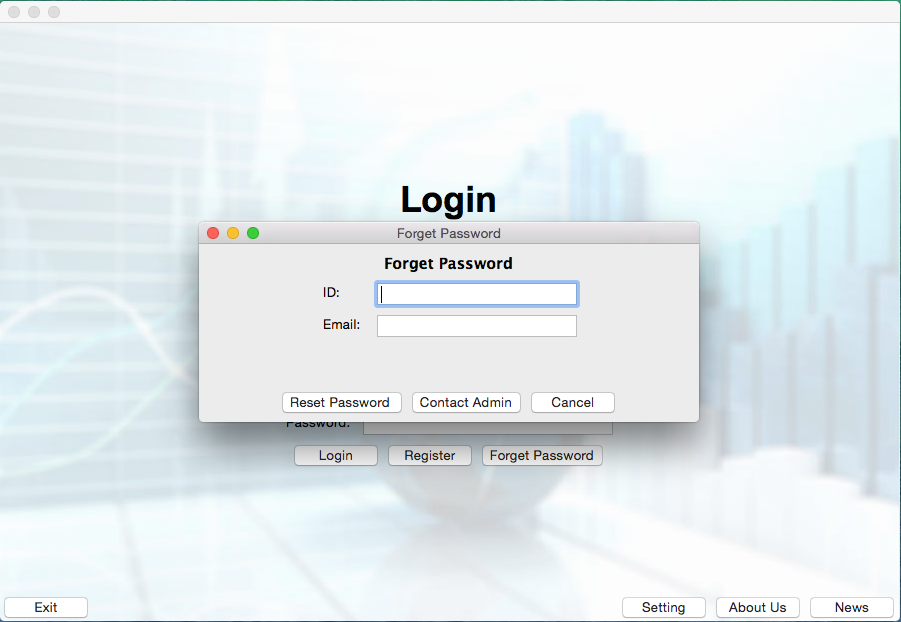 Login
Forget Password
Forget Password
ID:
Email:
Reset Password Contact Admin Cancel
Password:
Login Register Forget Password
Exit Setting About Us News